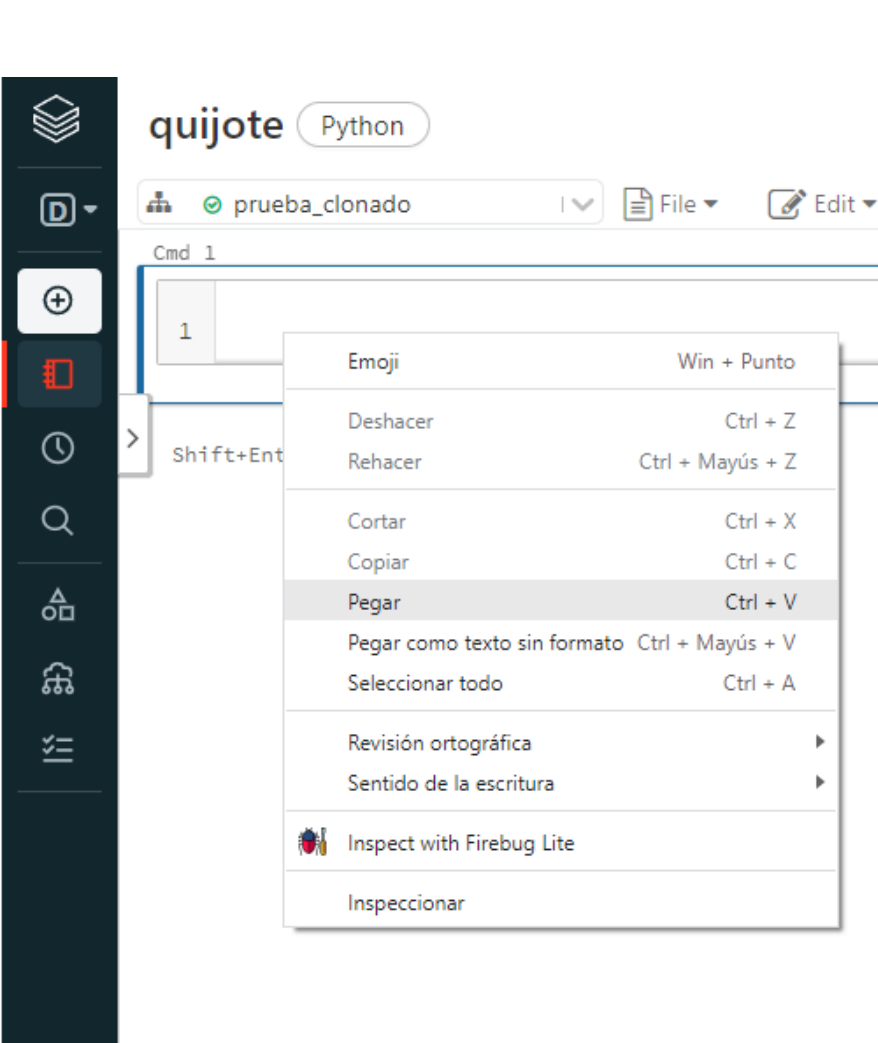 quijote Python
D
prueba_clonado File Edit
Cmd 1
1
Shift+Ent
Emoji Win + Punto
Deshacer Ctrl + Z
Rehacer Ctrl + Mayús + Z
Cortar Ctrl + X
Copiar Ctrl + C
Pegar Ctrl + V
Pegar como texto sin formato Ctrl + Mayús + V
Seleccionar todo Ctrl + A
Revisión ortográfica
Sentido de la escritura
Inspect with Firebug Lite
Inspeccionar